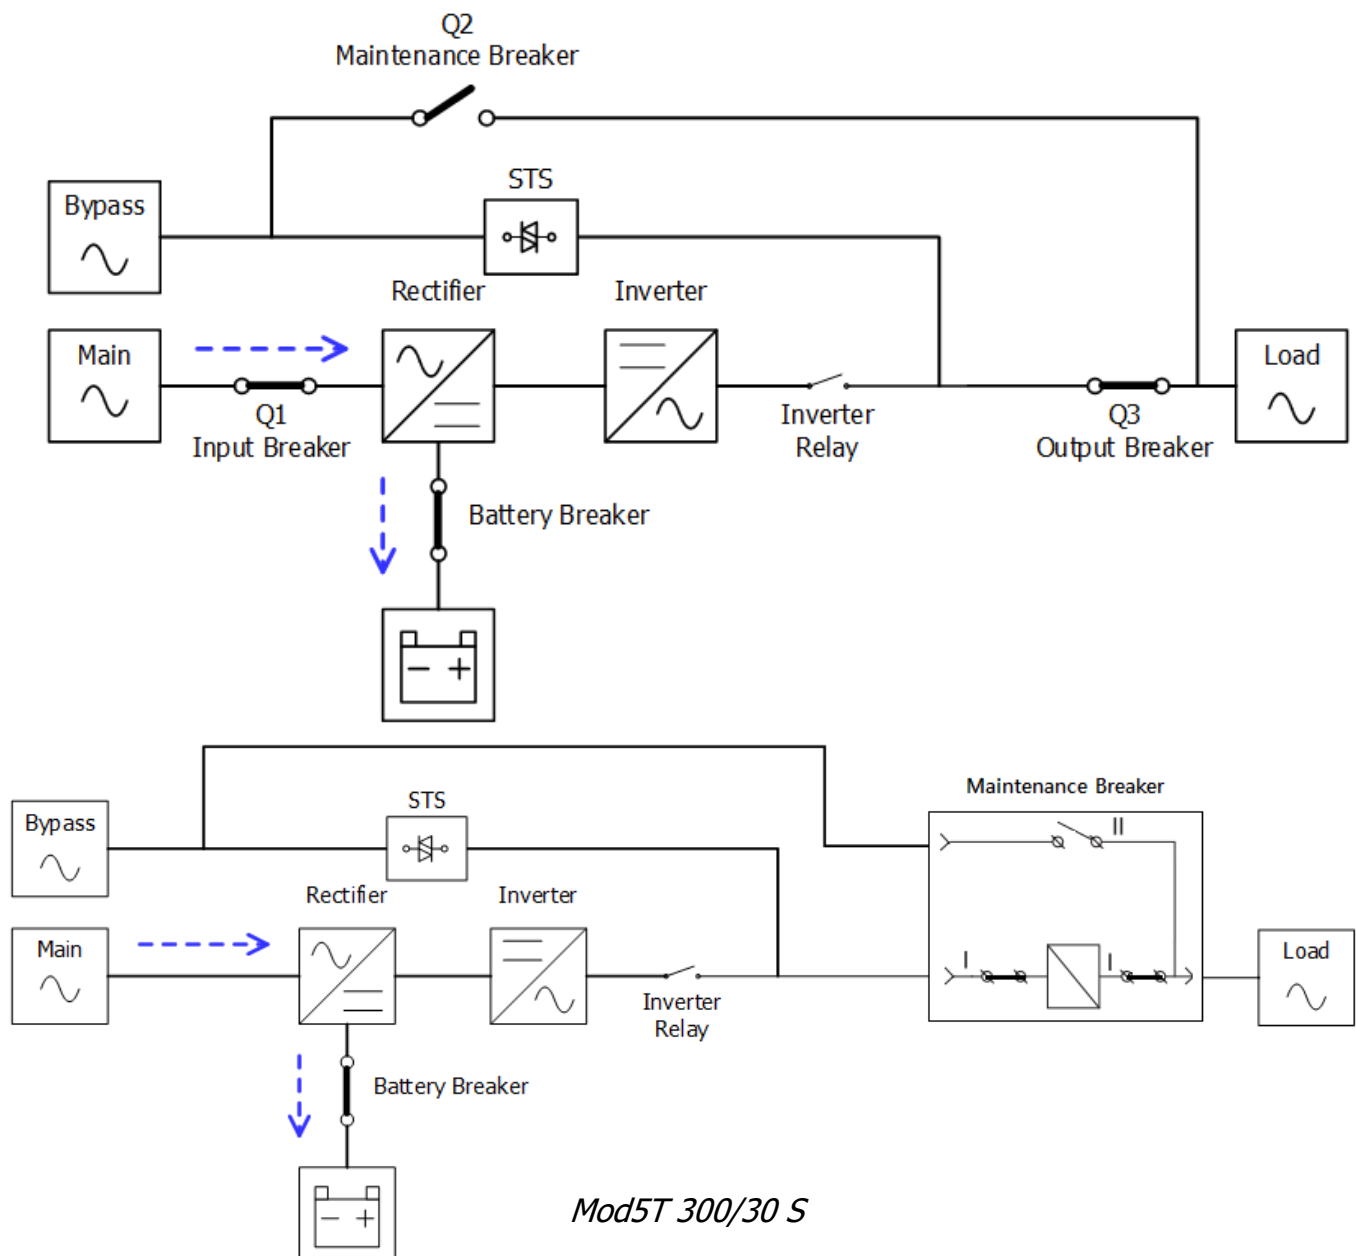 Q2
Maintenance Breaker
STS
Bypass
Rectifier
Inverter
Main
Load
Q1
Input Breaker
Inverter
Relay
Q3
Output Breaker
Battery Breaker
- +
Maintenance Breaker
STS
Bypass
II
Rectifier
Inverter
Main
I
I
Load
Inverter
Relay
Battery Breaker
- +
Mod5T 300/30 S